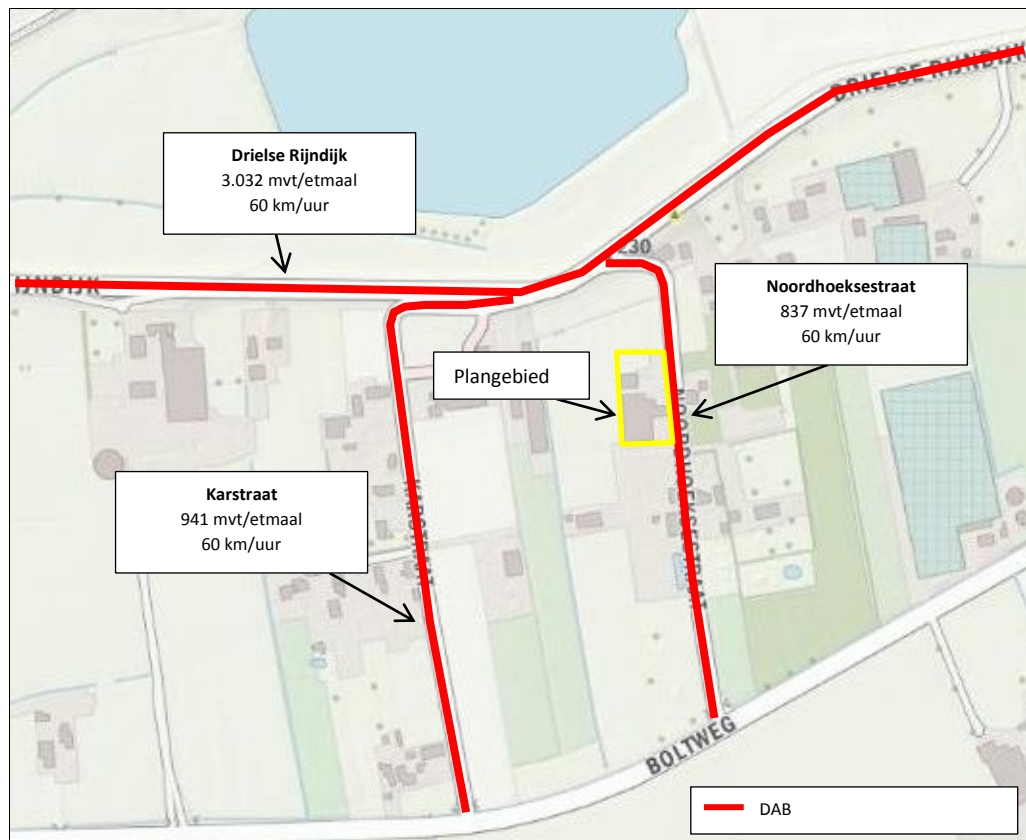 DRIELSE RIJNDIJK
Drielse Rijndijk
3.032 mvt/etmaal
60 km/uur
IJNDIJK
230
Noordhoeksestraat
837 mvt/etmaal
60 km/uur
Plangebied
NOORDHOEKSESTRAAT
Karstraat
941 mvt/etmaal
60 km/uur
KARSTRAAT
BOLTWEG
DAB